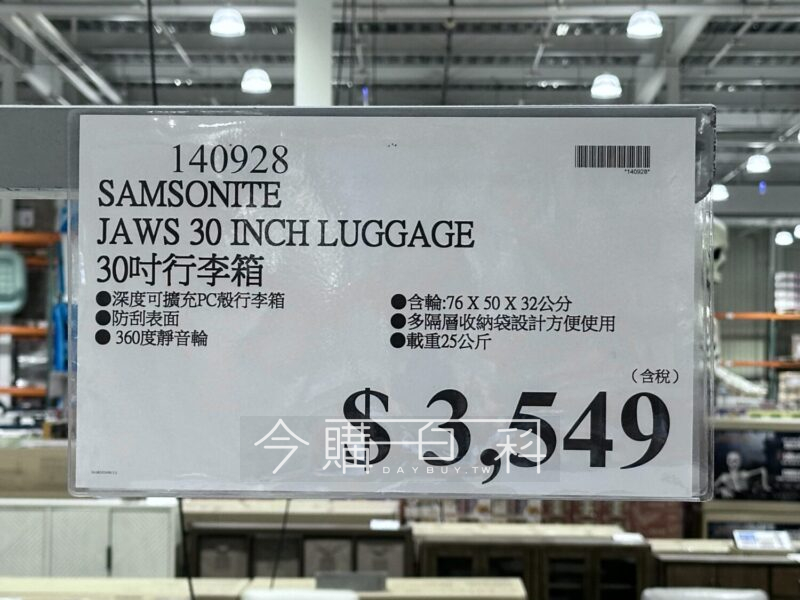 140928
*140928*
SAMSONITE
JAWS 30 INCH LUGGAGE
30吋行李箱
●深度可擴充PC殼行李箱
●防刮表面
● 360度靜音輪
●含輪:76 X 50 X 32公分
●多隔層收納袋設計方便使用
●載重25公斤
(含稅)
$ 3,549
今購百科
DAYBUY.TW